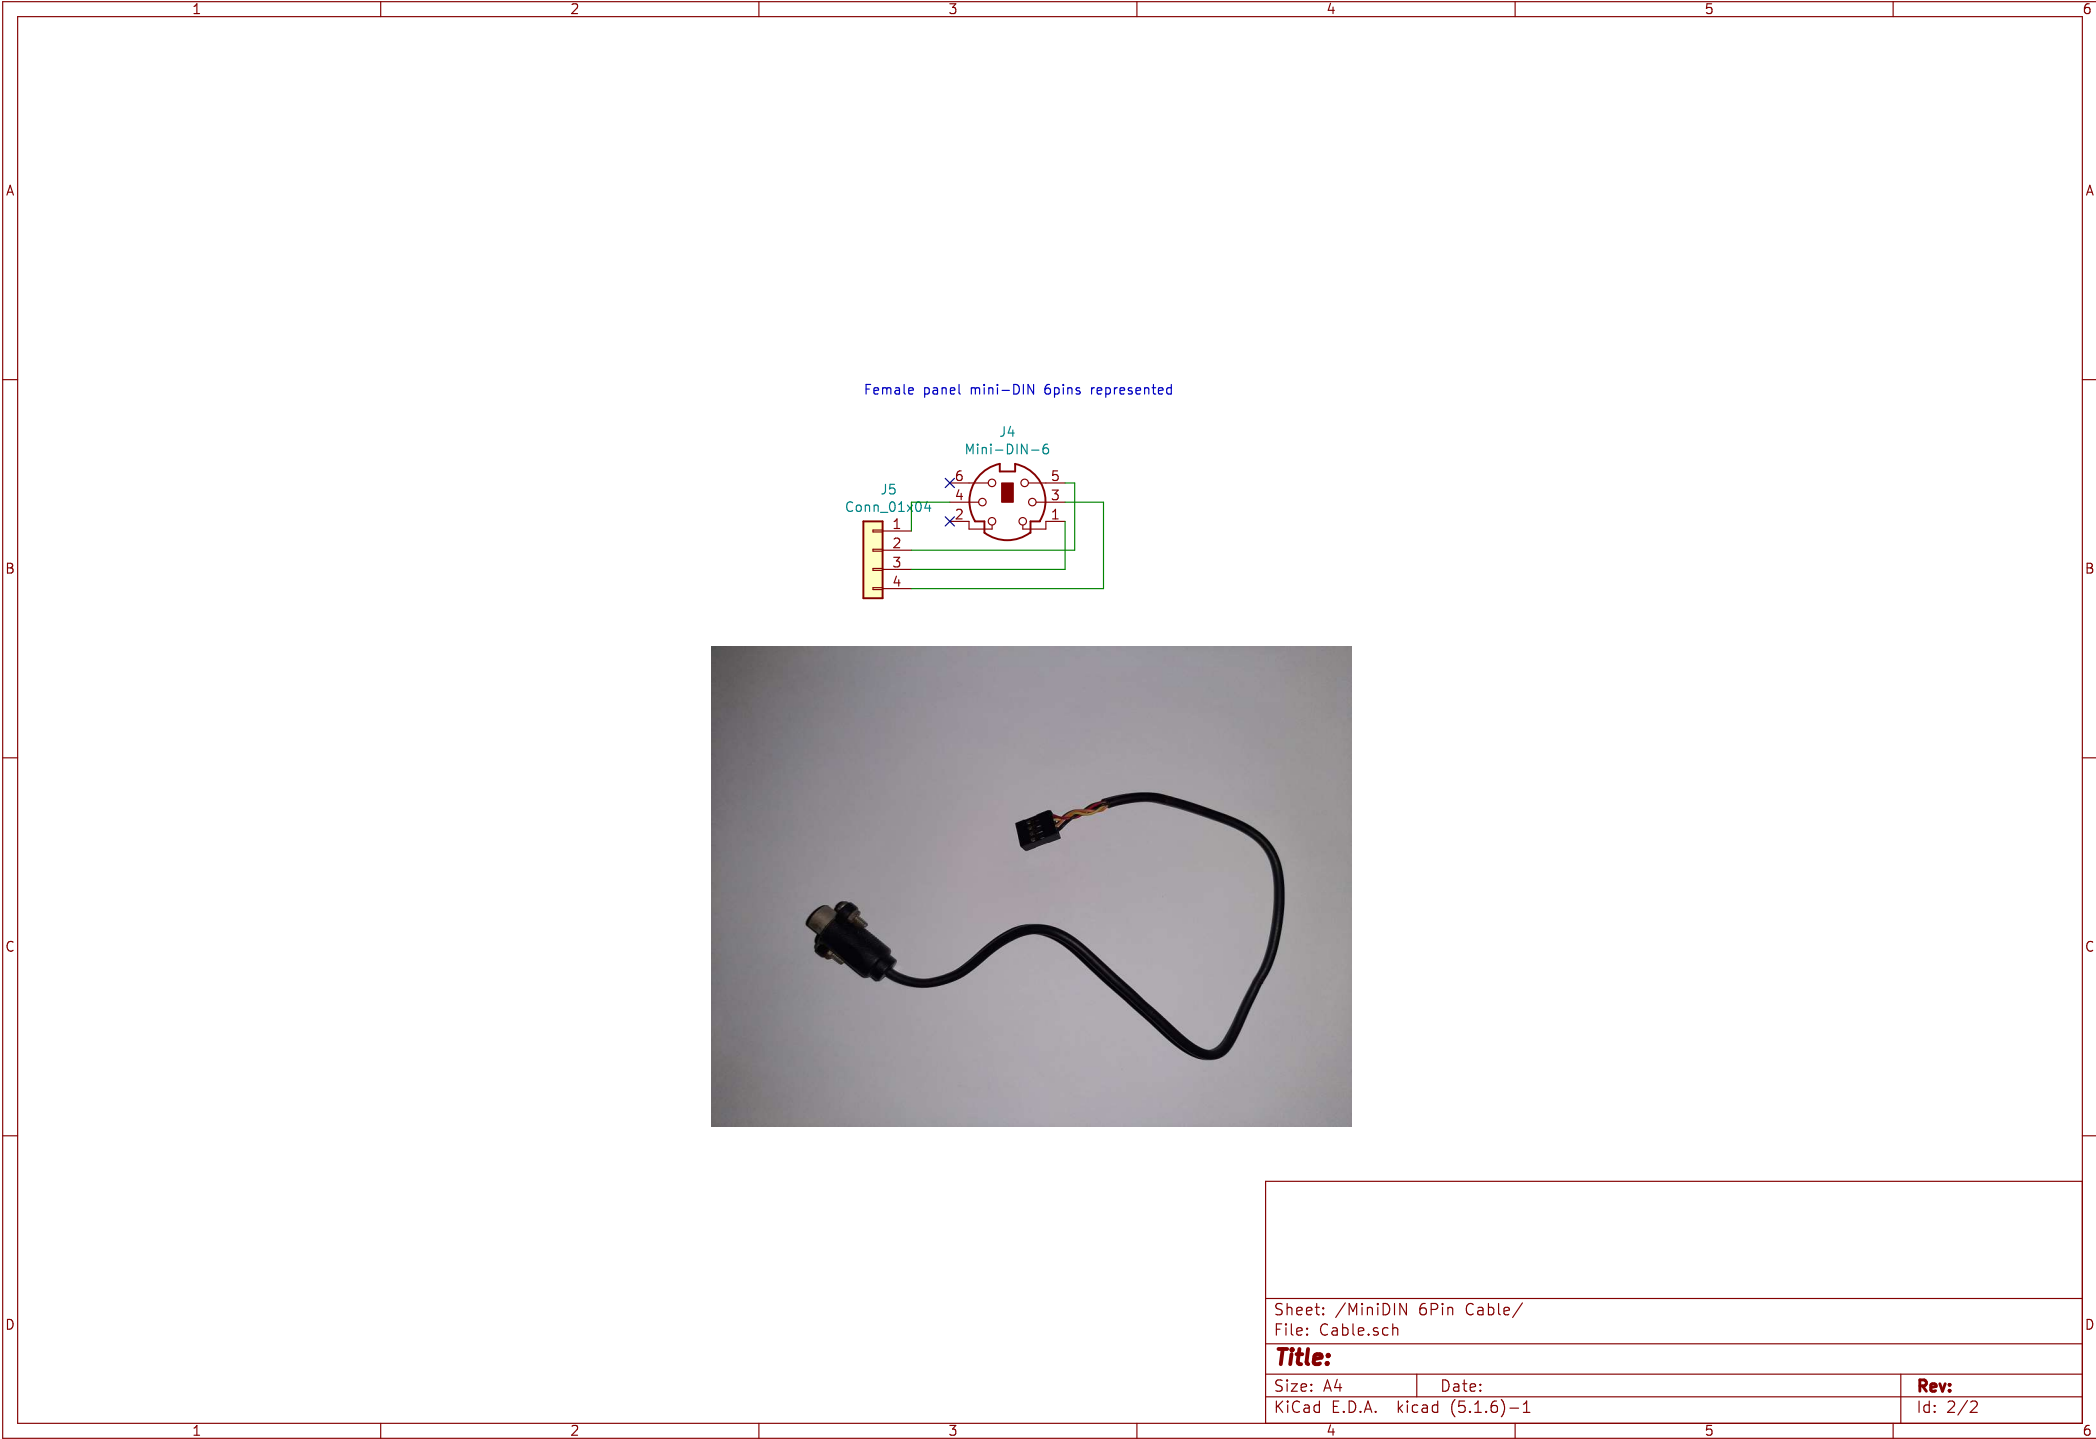 1 2 3 4 5 6
A A
Female panel mini-DIN 6pins represented
J4
Mini-DIN-6
6 5
J5
4 3
Conn_01x04
2 1
1
2
3
4
B B
C C
Sheet: /MiniDIN 6Pin Cable/
File: Cable.sch
D D
Title:
Size: A4 Date: Rev:
KiCad E.D.A. kicad (5.1.6)-1 Id: 2/2
1 2 3 4 5 6